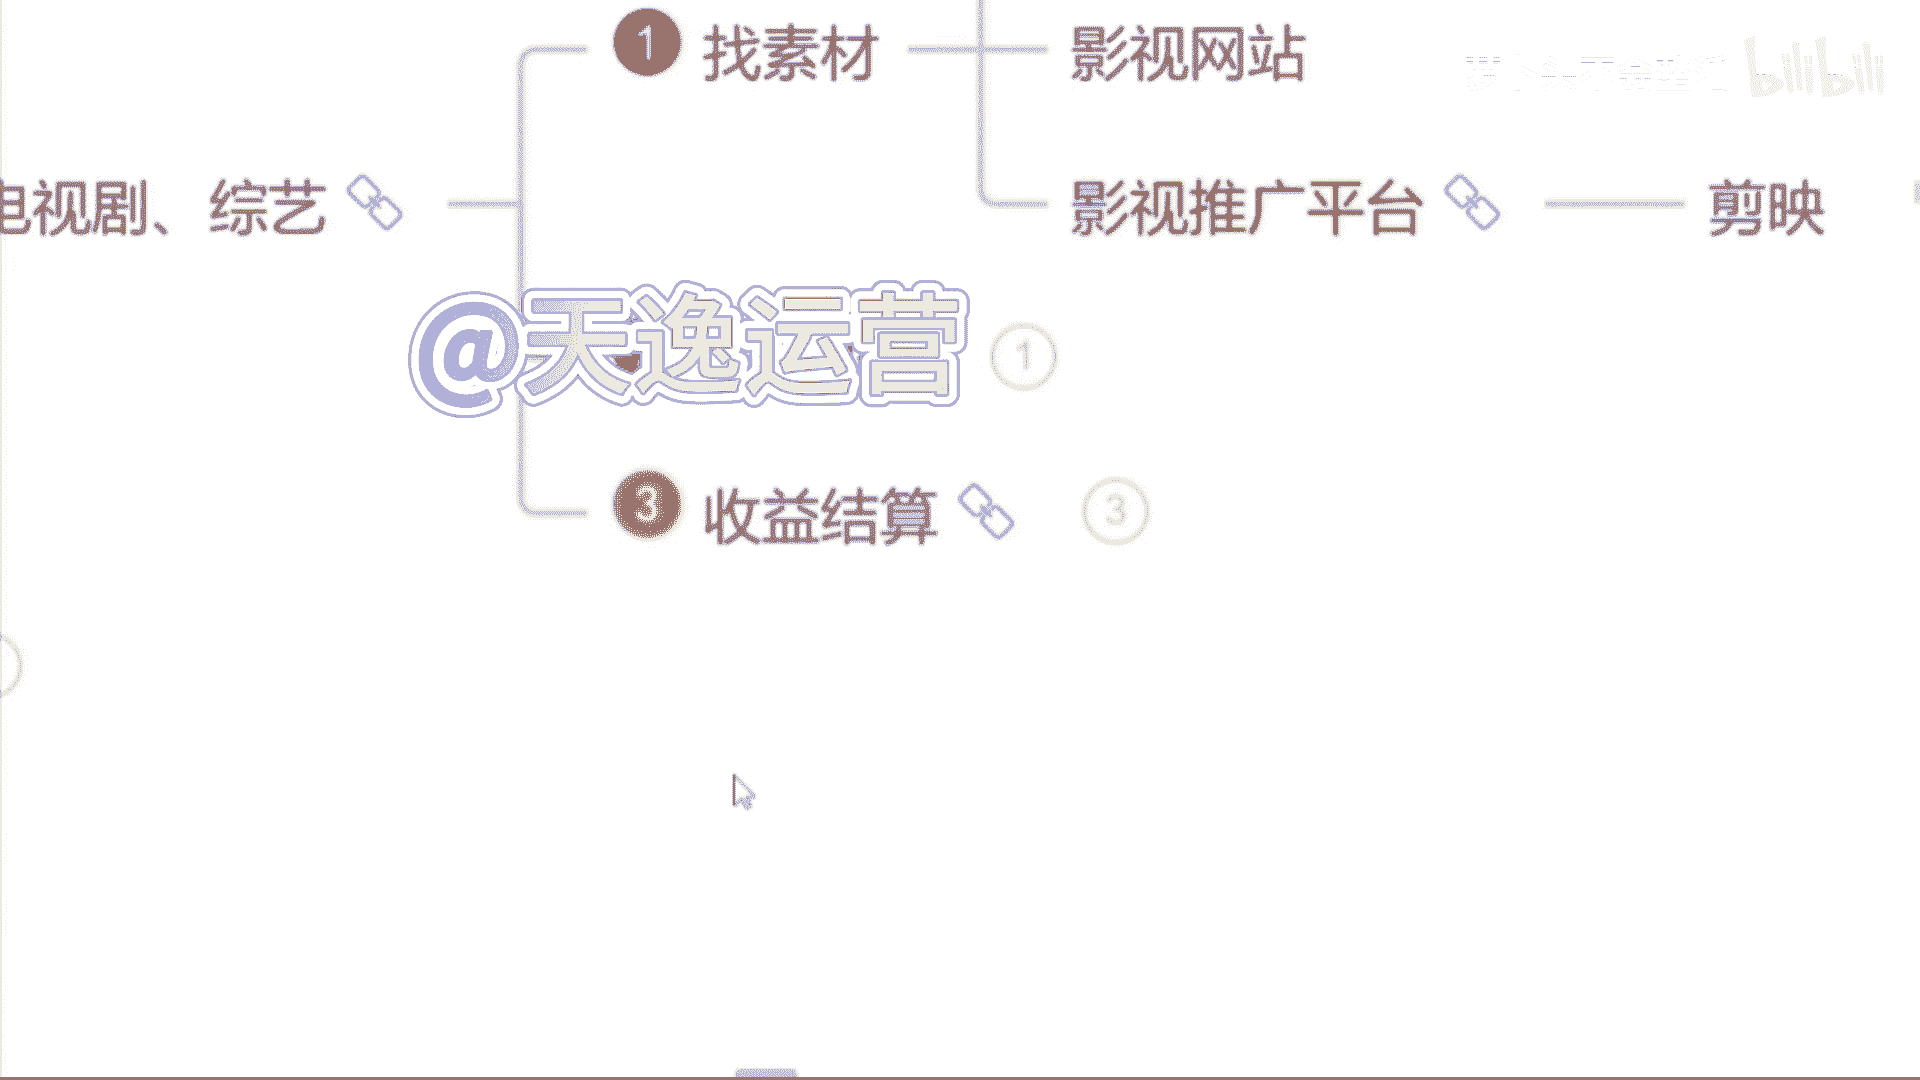 ① 找素材
影视网站
bilibili
电视剧、综艺
影视推广平台
剪映
@天逸运营
①
③ 收益结算
③